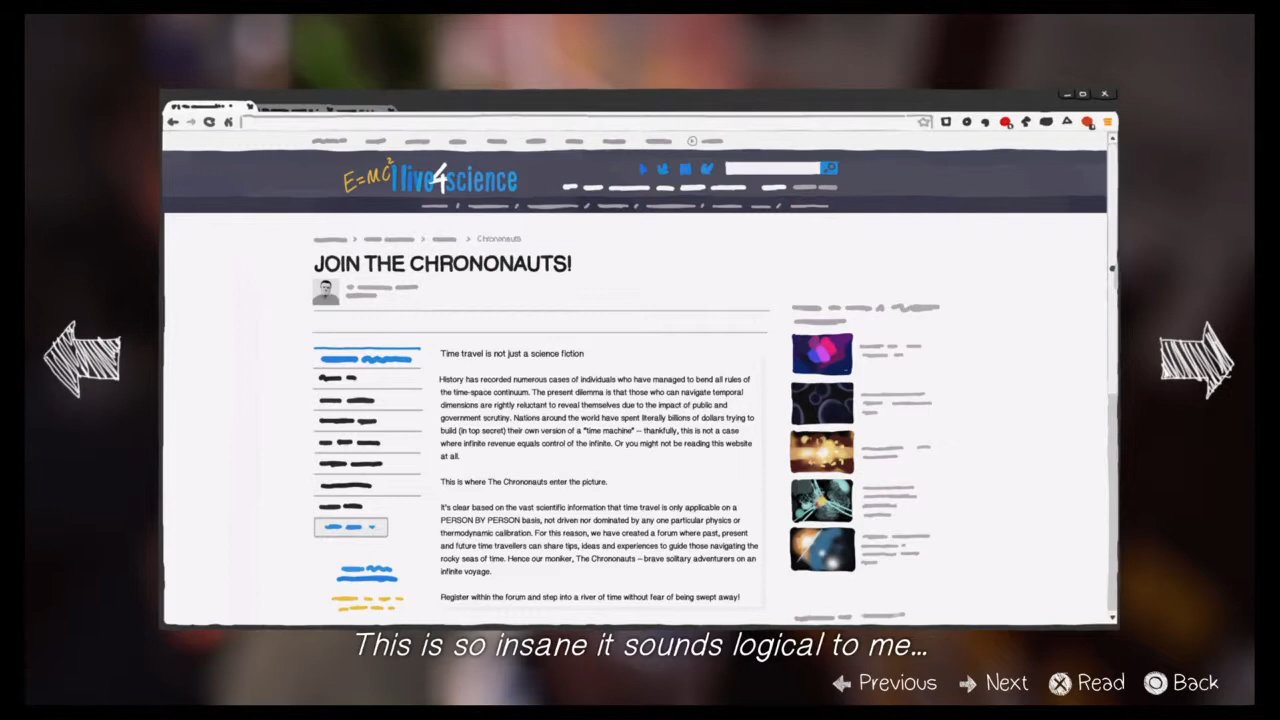 E=MC² I live 4 science
Chrononauts
JOIN THE CHRONONAUTS!
Time travel is not just a science fiction
History has recorded numerous cases of individuals who have managed to bend all rules of
the time-space continuum. The present dilemma is that those who can navigate temporal
dimensions are rightly reluctant to reveal themselves due to the impact of public and
government scrutiny. Nations around the world have spent literally billions of dollars trying to
build (in top secret) their own version of a "time machine" -- thankfully, this is not a case
where infinite revenue equals control of the infinite. Or you might not be reading this website
at all.
This is where The Chrononauts enter the picture.
It's clear based on the vast scientific information that time travel is only applicable on a
PERSON BY PERSON basis, not driven nor dominated by any one particular physics or
thermodynamic calibration. For this reason, we have created a forum where past, present
and future time travellers can share tips, ideas and experiences to guide those navigating the
rocky seas of time. Hence our moniker, The Chrononauts -- brave solitary adventurers on an
infinite voyage.
Register within the forum and step into a river of time without fear of being swept away!
This is so insane it sounds logical to me...
Previous Next Read Back